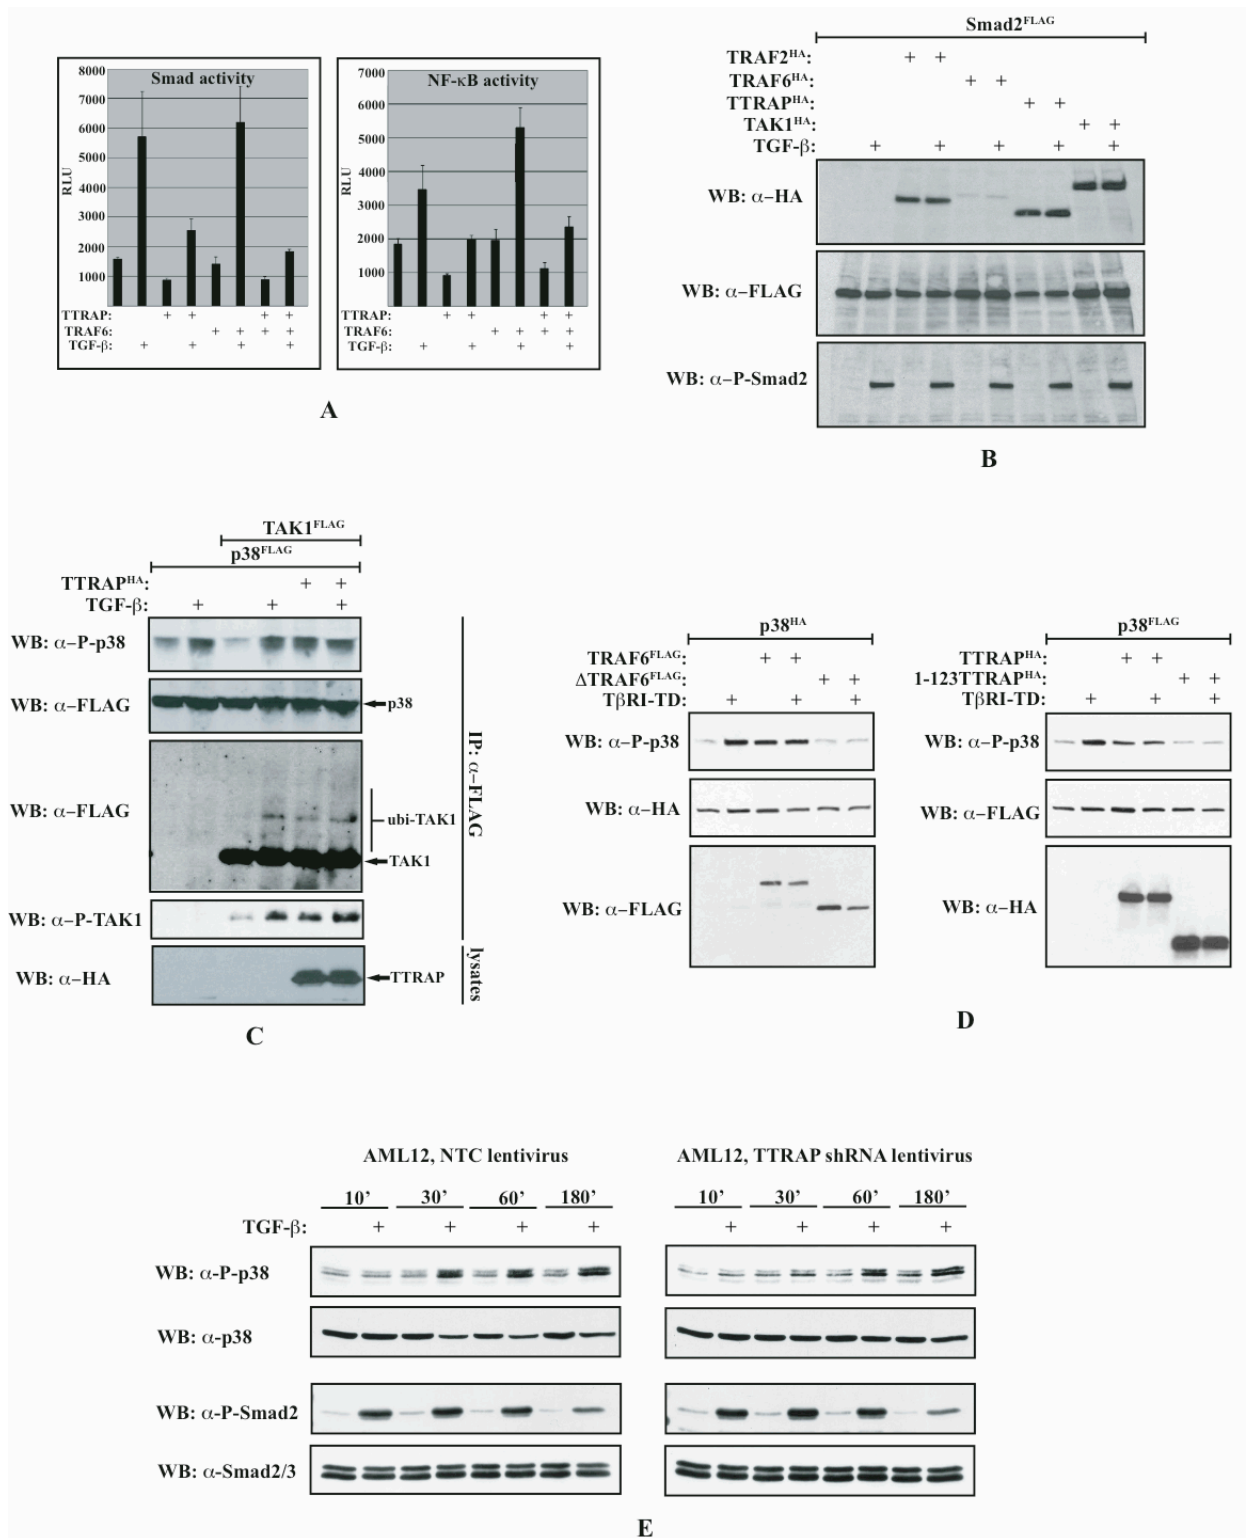 Smad activity
8000
7000
6000
5000
4000
3000
2000
1000
RLU
TTRAP: + + + +
TRAF6: + + + +
TGF-β: + + + +
NF-κB activity
7000
6000
5000
4000
3000
2000
1000
RLU
TTRAP: + + + +
TRAF6: + + + +
TGF-β: + + + +
A
Smad2FLAG
TRAF2HA: + +
TRAF6HA: + +
TTRAPHA: + +
TAK1HA: + +
TGF-β: + + + + +
WB: α–HA
WB: α–FLAG
WB: α–P-Smad2
B
TAK1FLAG
p38FLAG
TTRAPHA: + +
TGF-β: + + +
WB: α–P-p38
WB: α–FLAG
p38
WB: α–FLAG
ubi-TAK1
TAK1
WB: α–P-TAK1
WB: α–HA
TTRAP
IP: α–FLAG
lysates
C
p38HA
TRAF6FLAG: + +
ΔTRAF6FLAG: + +
TβRI-TD: + + +
WB: α–P-p38
WB: α–HA
WB: α–FLAG
p38FLAG
TTRAPHA: + +
1-123TTRAPHA: + +
TβRI-TD: + + +
WB: α–P-p38
WB: α–FLAG
WB: α–HA
D
AML12, NTC lentivirus
10’ 30’ 60’ 180’
TGF-β: + + + +
AML12, TTRAP shRNA lentivirus
10’ 30’ 60’ 180’
+ + + +
WB: α-P-p38
WB: α-p38
WB: α-P-Smad2
WB: α-Smad2/3
E